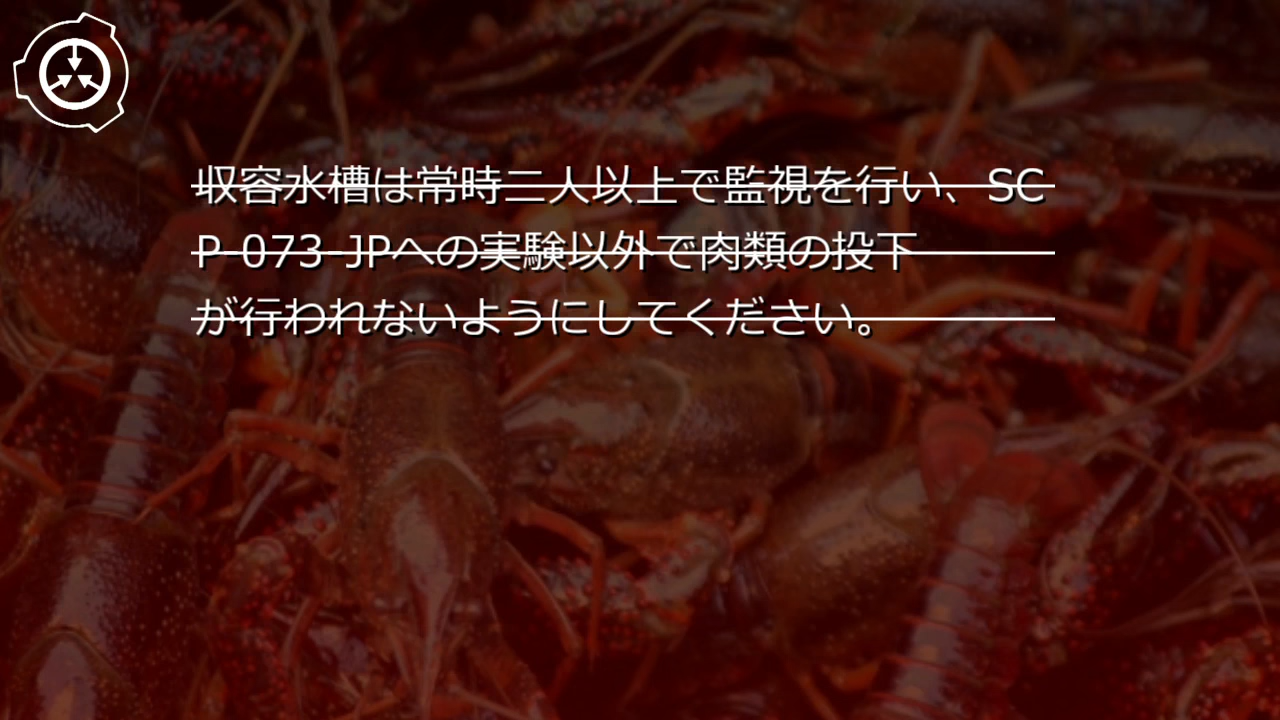 収容水槽は常時二人以上で監視を行い、SC
P-073-JPへの実験以外で肉類の投下
が行われないようにしてください。